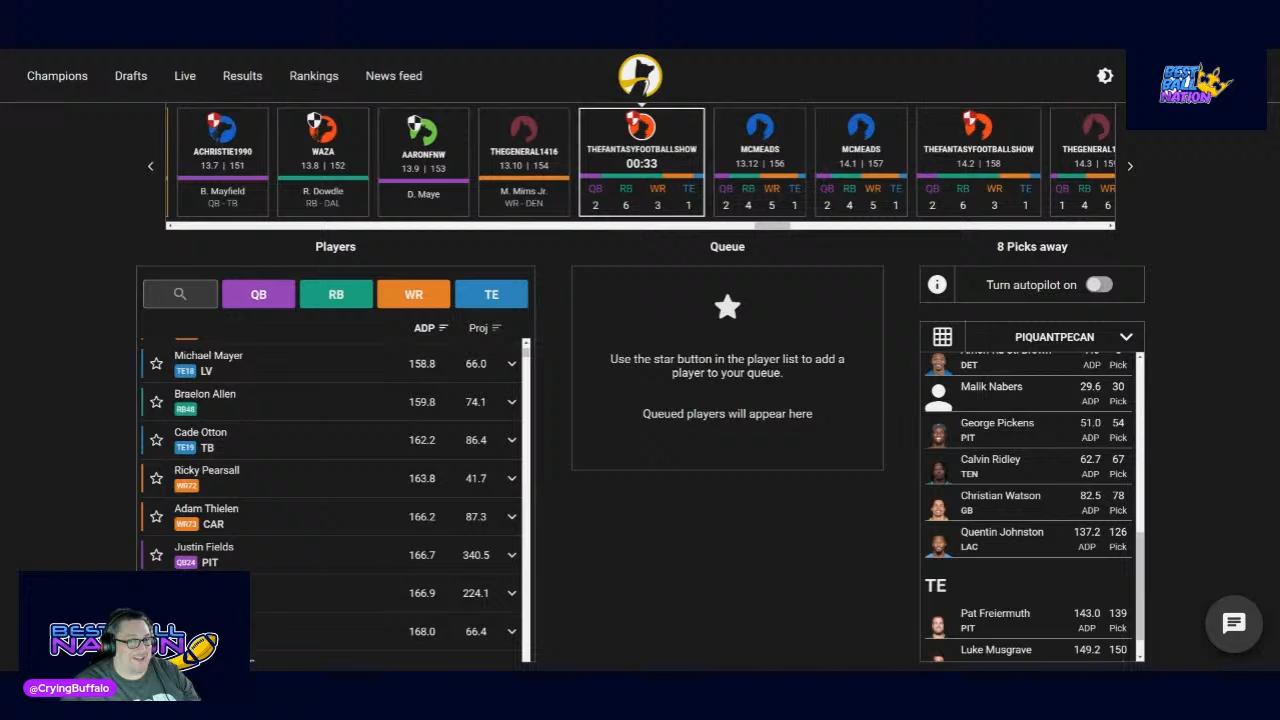 Champions
Drafts
Live
Results
Rankings
News feed
BEST BALL NATION
ACHRISTIE1990
13.7 | 151
B. Mayfield
QB - TB
WAZA
13.8 | 152
R. Dowdle
RB - DAL
AARONFNW
13.9 | 153
D. Maye
THEGENERAL1416
13.10 | 154
M. Mims Jr.
WR - DEN
THEFANTASYFOOTBALLSHOW
00:33
QB RB WR TE
2 6 3 1
MCMEADS
13.12 | 156
QB RB WR TE
2 4 5 1
MCMEADS
14.1 | 157
QB RB WR TE
2 4 5 1
THEFANTASYFOOTBALLSHOW
14.2 | 158
QB RB WR TE
2 6 3 1
THEGENER
14.3 | 15
QB RB WR
1 4 6
Players
Queue
8 Picks away
QB
RB
WR
TE
ADP
Proj
Michael Mayer
TE18 LV
158.8
66.0
Braelon Allen
RB48
159.8
74.1
Cade Otton
TE19 TB
162.2
86.4
Ricky Pearsall
WR72
163.8
41.7
Adam Thielen
WR73 CAR
166.2
87.3
Justin Fields
QB24 PIT
166.7
340.5
166.9
224.1
168.0
66.4
Use the star button in the player list to add a
player to your queue.
Queued players will appear here
Turn autopilot on
PIQUANTPECAN
DET
ADP
Pick
Malik Nabers
29.6 30
ADP Pick
George Pickens
51.0 54
PIT
ADP Pick
Calvin Ridley
62.7 67
TEN
ADP Pick
Christian Watson
82.5 78
GB
ADP Pick
Quentin Johnston
137.2 126
LAC
ADP Pick
TE
Pat Freiermuth
143.0 139
PIT
ADP Pick
Luke Musgrave
149.2 150
BEST BALL
NATION
@CryingBuffalo